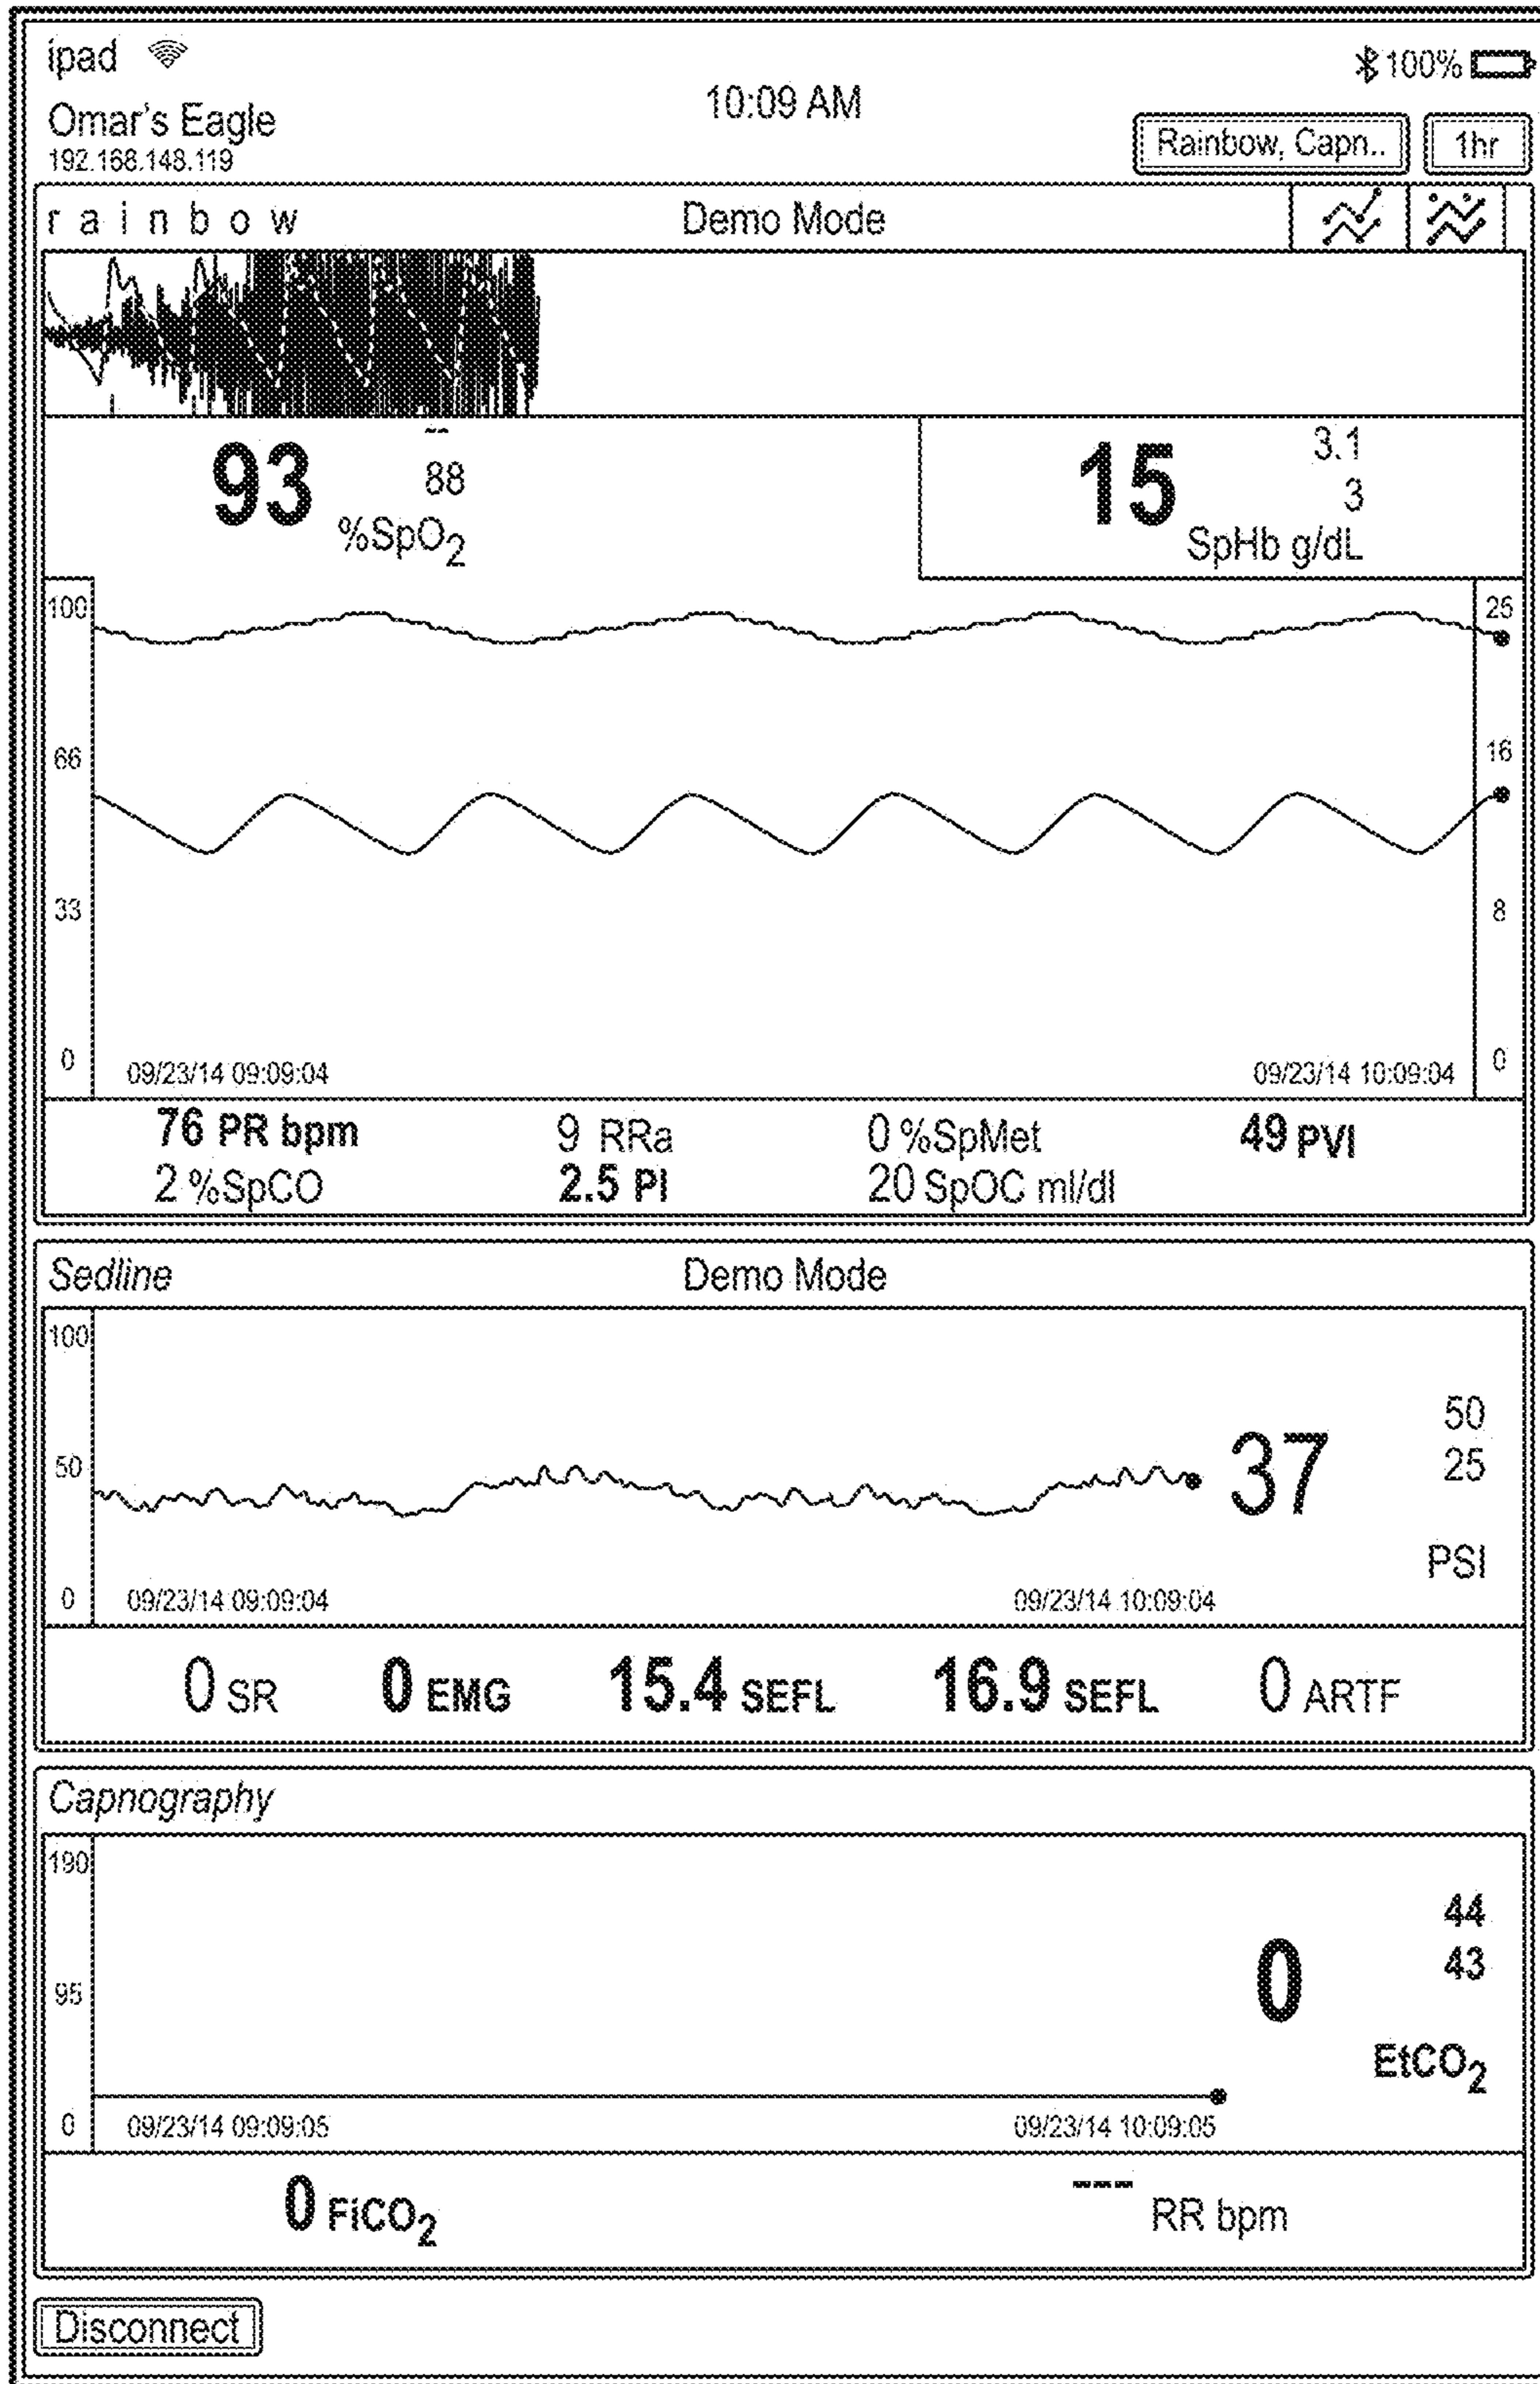 ipad 100%
10:09 AM
Omar's Eagle
192.168.148.119
Rainbow, Capn.. 1hr
rainbow Demo Mode
93 -- 88 %SpO₂
15 3.1 3 SpHb g/dL
100 25
66 16
33 8
0 09/23/14 09:09:04 09/23/14 10:09:04 0
76 PR bpm 9 RRa 0 %SpMet 49 PVI
2 %SpCO 2.5 PI 20 SpOC ml/dl
Sedline Demo Mode
100
50 37 50 25
PSI
0 09/23/14 09:09:04 09/23/14 10:09:04
0 SR 0 EMG 15.4 SEFL 16.9 SEFL 0 ARTF
Capnography
190
95 0 44 43
EtCO₂
0 09/23/14 09:09:05 09/23/14 10:09:05
0 FiCO₂ --- RR bpm
Disconnect